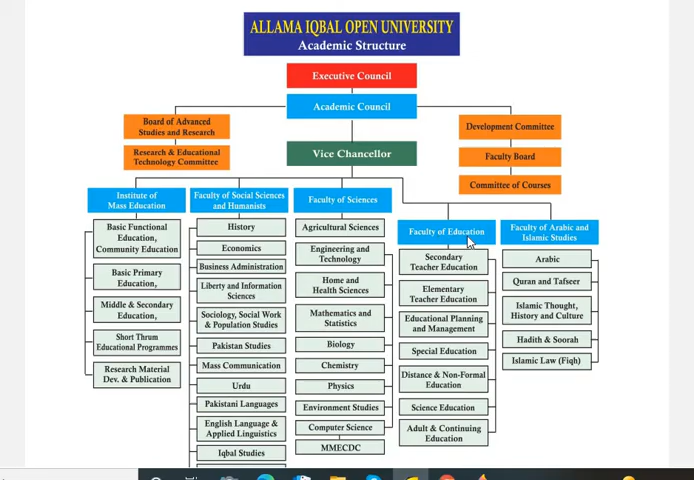 ALLAMA IQBAL OPEN UNIVERSITY
Academic Structure
Executive Council
Academic Council
Board of Advanced
Studies and Research
Research & Educational
Technology Committee
Development Committee
Faculty Board
Committee of Courses
Vice Chancellor
Institute of
Mass Education
Basic Functional
Education,
Community Education
Basic Primary
Education,
Middle & Secondary
Education,
Short Thrum
Educational Programmes
Research Material
Dev. & Publication
Faculty of Social Sciences
and Humanists
History
Economics
Business Administration
Liberty and Information
Sciences
Sociology, Social Work
& Population Studies
Pakistan Studies
Mass Communication
Urdu
Pakistani Languages
English Language &
Applied Linguistics
Iqbal Studies
Faculty of Sciences
Agricultural Sciences
Engineering and
Technology
Home and
Health Sciences
Mathematics and
Statistics
Biology
Chemistry
Physics
Environment Studies
Computer Science
MMECDC
Faculty of Education
Secondary
Teacher Education
Elementary
Teacher Education
Educational Planning
and Management
Special Education
Distance & Non-Formal
Education
Science Education
Adult & Continuing
Education
Faculty of Arabic and
Islamic Studies
Arabic
Quran and Tafseer
Islamic Thought,
History and Culture
Hadith & Soorah
Islamic Law (Fiqh)